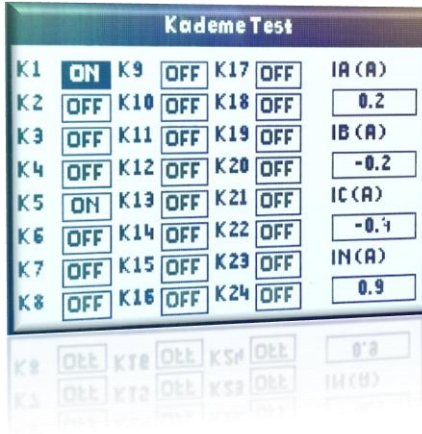 Kademe Test
K1 ON K9 OFF K17 OFF IA(A)
K2 OFF K10 OFF K18 OFF 0.2
K3 OFF K11 OFF K19 OFF IB(A)
K4 OFF K12 OFF K20 OFF -0.2
K5 ON K13 OFF K21 OFF IC(A)
K6 OFF K14 OFF K22 OFF -0.4
K7 OFF K15 OFF K23 OFF IN(A)
K8 OFF K16 OFF K24 OFF 0.9